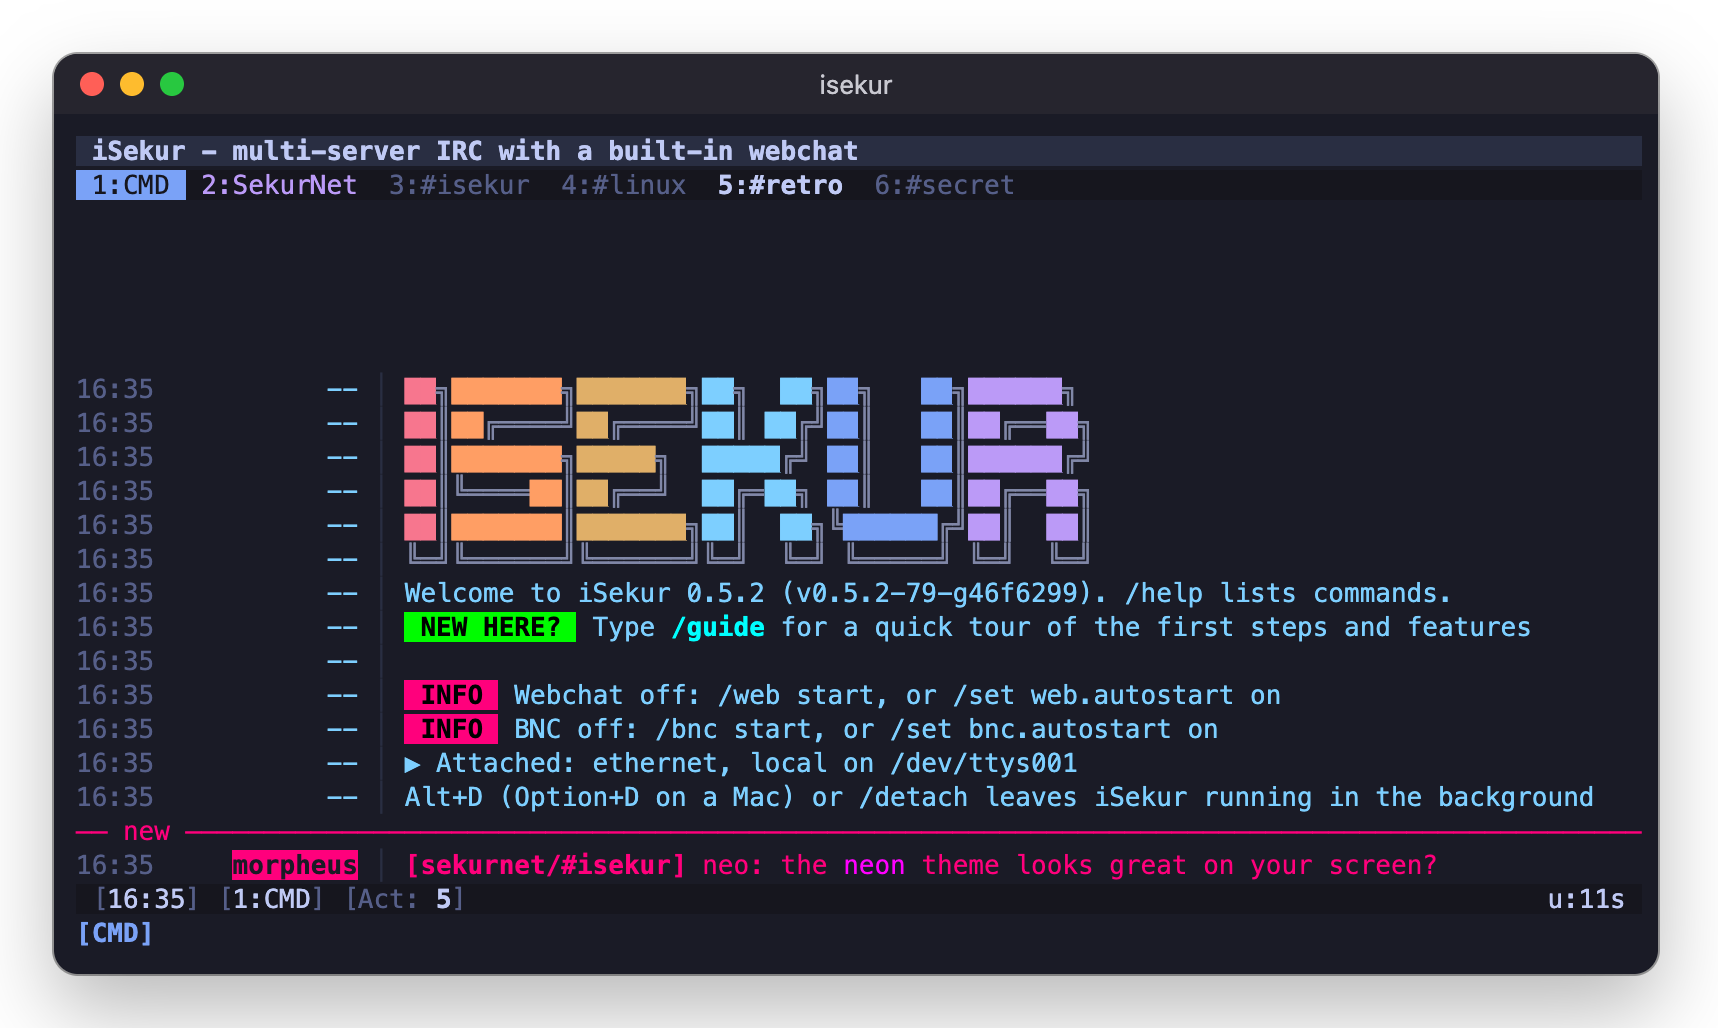 isekur
iSekur - multi-server IRC with a built-in webchat
1:CMD 2:SekurNet 3:#isekur 4:#linux 5:#retro 6:#secret
16:35 --
16:35 --
16:35 -- ISEKUR
16:35 --
16:35 --
16:35 --
16:35 -- Welcome to iSekur 0.5.2 (v0.5.2-79-g46f6299). /help lists commands.
16:35 -- NEW HERE? Type /guide for a quick tour of the first steps and features
16:35 --
16:35 -- INFO Webchat off: /web start, or /set web.autostart on
16:35 -- INFO BNC off: /bnc start, or /set bnc.autostart on
16:35 -- ▶ Attached: ethernet, local on /dev/ttys001
16:35 -- Alt+D (Option+D on a Mac) or /detach leaves iSekur running in the background
new
16:35 morpheus [sekurnet/#isekur] neo: the neon theme looks great on your screen?
[16:35] [1:CMD] [Act: 5] u:11s
[CMD]